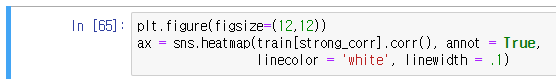 In [65]: plt.figure(figsize=(12,12))
ax = sns.heatmap(train[strong_corr].corr(), annot = True,
linecolor = 'white', linewidth = .1)